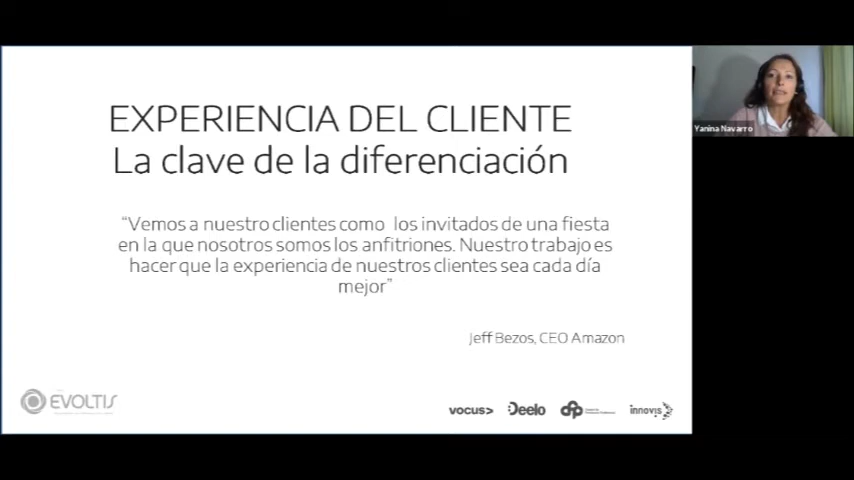 EXPERIENCIA DEL CLIENTE
La clave de la diferenciación
“Vemos a nuestro clientes como los invitados de una fiesta
en la que nosotros somos los anfitriones. Nuestro trabajo es
hacer que la experiencia de nuestros clientes sea cada día
mejor”
Jeff Bezos, CEO Amazon
Yanina Navarro
EVOLTIS
vocus>
Deelo
cfp
innovis